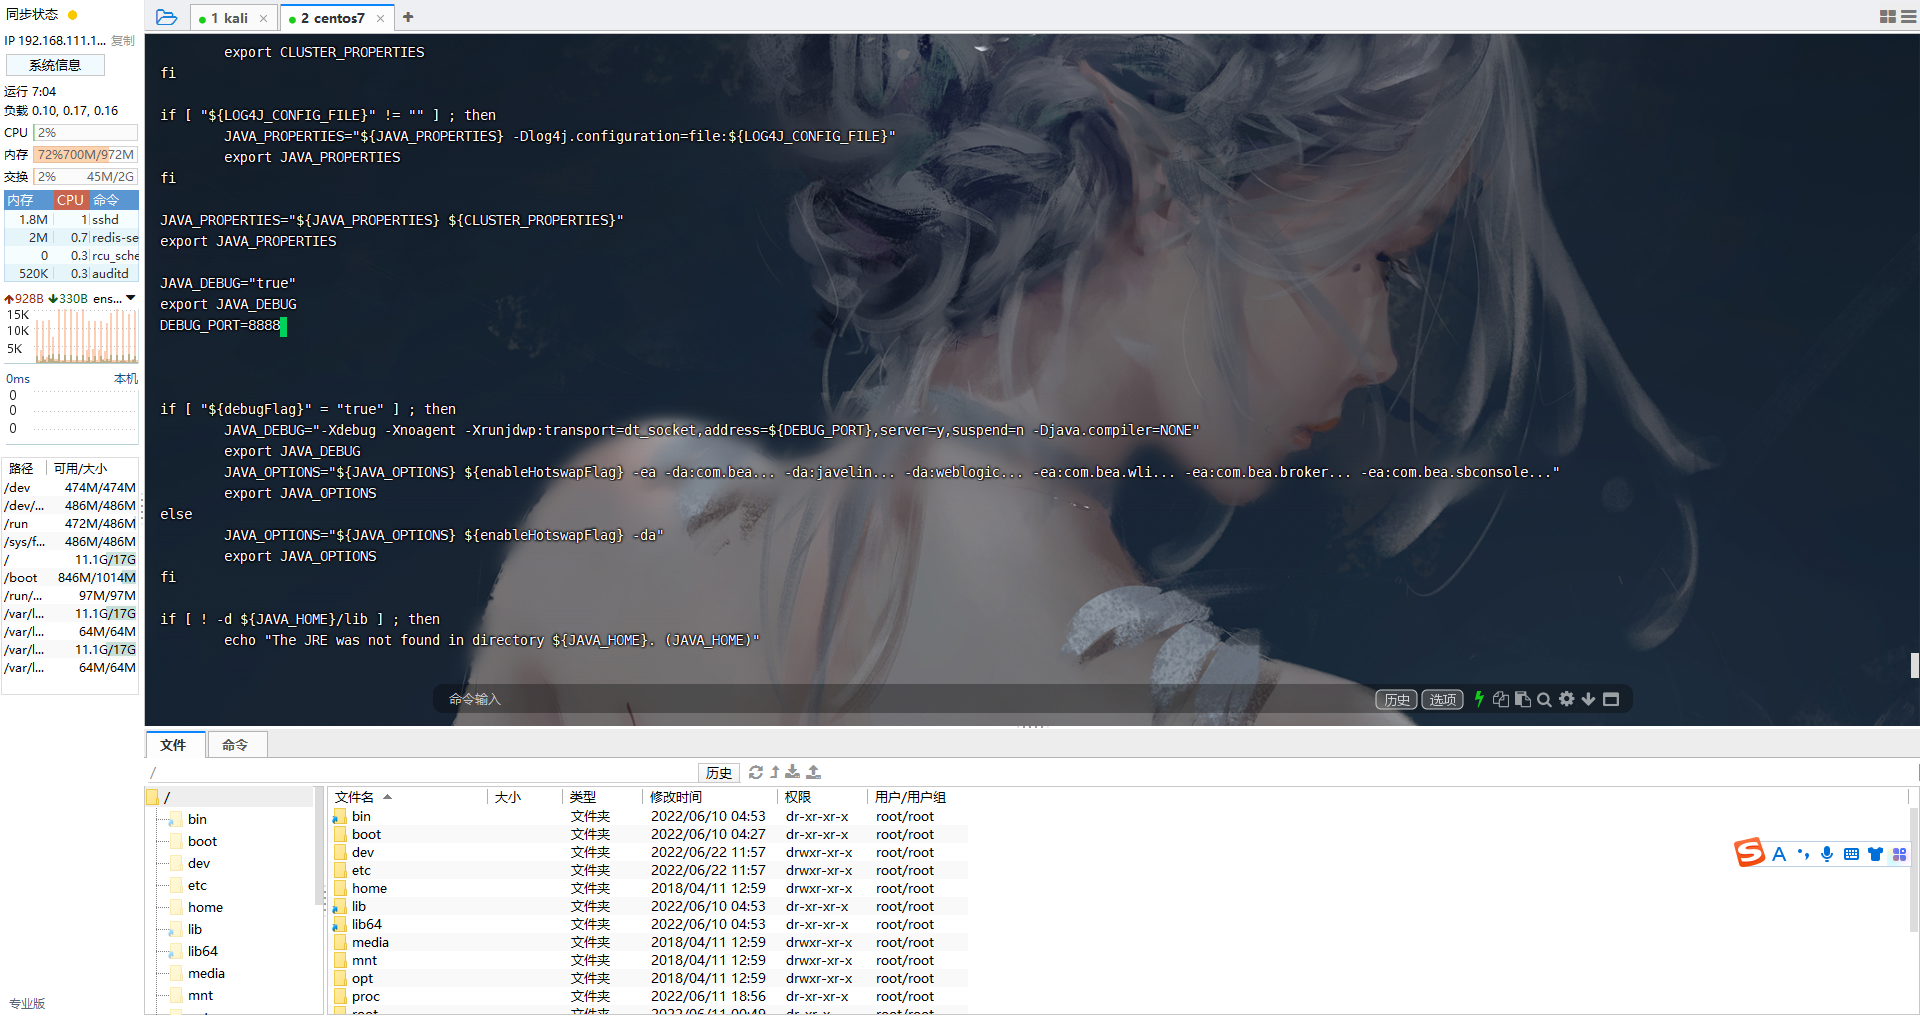 同步状态
IP 192.168.111.1... 复制
系统信息
运行 7:04
负载 0.10, 0.17, 0.16
CPU 2%
内存 72%700M/972M
交换 2% 45M/2G
内存 CPU 命令
1.8M 1 sshd
2M 0.7 redis-se
0 0.3 rcu_sche
520K 0.3 auditd
928B 330B ens...
15K
10K
5K
0ms 本机
0
0
0
路径 可用/大小
/dev 474M/474M
/dev/... 486M/486M
/run 472M/486M
/sys/f... 486M/486M
/ 11.1G/17G
/boot 846M/1014M
/run/... 97M/97M
/var/l... 11.1G/17G
/var/l... 64M/64M
/var/l... 11.1G/17G
/var/l... 64M/64M
专业版
1 kali × 2 centos7 × +
export CLUSTER_PROPERTIES
fi
if [ "${LOG4J_CONFIG_FILE}" != "" ] ; then
JAVA_PROPERTIES="${JAVA_PROPERTIES} -Dlog4j.configuration=file:${LOG4J_CONFIG_FILE}"
export JAVA_PROPERTIES
fi
JAVA_PROPERTIES="${JAVA_PROPERTIES} ${CLUSTER_PROPERTIES}"
export JAVA_PROPERTIES
JAVA_DEBUG="true"
export JAVA_DEBUG
DEBUG_PORT=8888
if [ "${debugFlag}" = "true" ] ; then
JAVA_DEBUG="-Xdebug -Xnoagent -Xrunjdwp:transport=dt_socket,address=${DEBUG_PORT},server=y,suspend=n -Djava.compiler=NONE"
export JAVA_DEBUG
JAVA_OPTIONS="${JAVA_OPTIONS} ${enableHotswapFlag} -ea -da:com.bea... -da:javelin... -da:weblogic... -ea:com.bea.wli... -ea:com.bea.broker... -ea:com.bea.sbconsole..."
export JAVA_OPTIONS
else
JAVA_OPTIONS="${JAVA_OPTIONS} ${enableHotswapFlag} -da"
export JAVA_OPTIONS
fi
if [ ! -d ${JAVA_HOME}/lib ] ; then
echo "The JRE was not found in directory ${JAVA_HOME}. (JAVA_HOME)"
命令输入 历史 选项
文件 命令
/ 历史
/
bin
boot
dev
etc
home
lib
lib64
media
mnt
文件名 大小 类型 修改时间 权限 用户/用户组
bin 文件夹 2022/06/10 04:53 dr-xr-xr-x root/root
boot 文件夹 2022/06/10 04:27 dr-xr-xr-x root/root
dev 文件夹 2022/06/22 11:57 drwxr-xr-x root/root
etc 文件夹 2022/06/22 11:57 drwxr-xr-x root/root
home 文件夹 2018/04/11 12:59 drwxr-xr-x root/root
lib 文件夹 2022/06/10 04:53 dr-xr-xr-x root/root
lib64 文件夹 2022/06/10 04:53 dr-xr-xr-x root/root
media 文件夹 2018/04/11 12:59 drwxr-xr-x root/root
mnt 文件夹 2018/04/11 12:59 drwxr-xr-x root/root
opt 文件夹 2018/04/11 12:59 drwxr-xr-x root/root
proc 文件夹 2022/06/11 18:56 dr-xr-xr-x root/root
S A